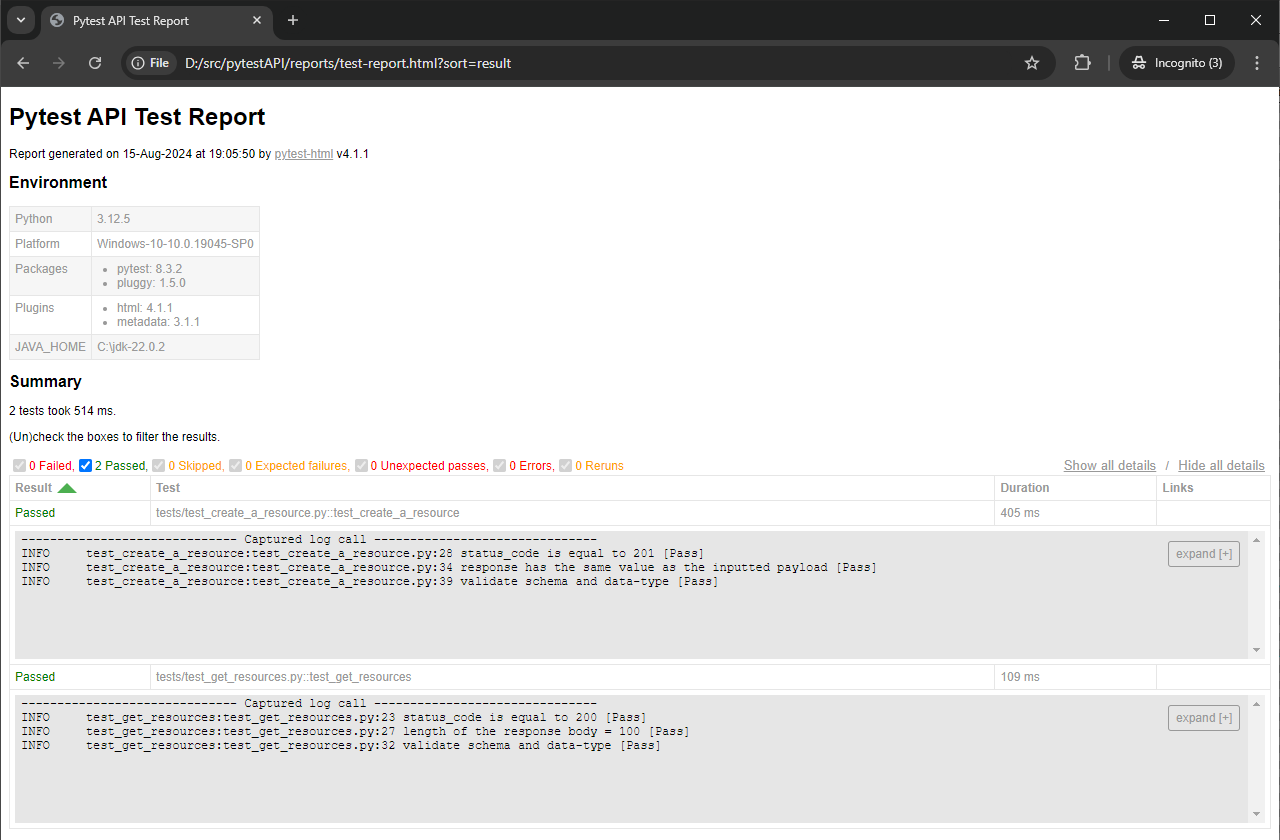 Pytest API Test Report
File D:/src/pytestAPI/reports/test-report.html?sort=result Incognito (3)
Pytest API Test Report
Report generated on 15-Aug-2024 at 19:05:50 by pytest-html v4.1.1
Environment
Python 3.12.5
Platform Windows-10-10.0.19045-SP0
Packages • pytest: 8.3.2
• pluggy: 1.5.0
Plugins • html: 4.1.1
• metadata: 3.1.1
JAVA_HOME C:\jdk-22.0.2
Summary
2 tests took 514 ms.
(Un)check the boxes to filter the results.
0 Failed, 2 Passed, 0 Skipped, 0 Expected failures, 0 Unexpected passes, 0 Errors, 0 Reruns Show all details / Hide all details
Result Test Duration Links
Passed tests/test_create_a_resource.py::test_create_a_resource 405 ms
------------------------------ Captured log call -------------------------------
INFO     test_create_a_resource:test_create_a_resource.py:28 status_code is equal to 201 [Pass] expand [+]
INFO     test_create_a_resource:test_create_a_resource.py:34 response has the same value as the inputted payload [Pass]
INFO     test_create_a_resource:test_create_a_resource.py:39 validate schema and data-type [Pass]
Passed tests/test_get_resources.py::test_get_resources 109 ms
------------------------------ Captured log call -------------------------------
INFO     test_get_resources:test_get_resources.py:23 status_code is equal to 200 [Pass] expand [+]
INFO     test_get_resources:test_get_resources.py:27 length of the response body = 100 [Pass]
INFO     test_get_resources:test_get_resources.py:32 validate schema and data-type [Pass]